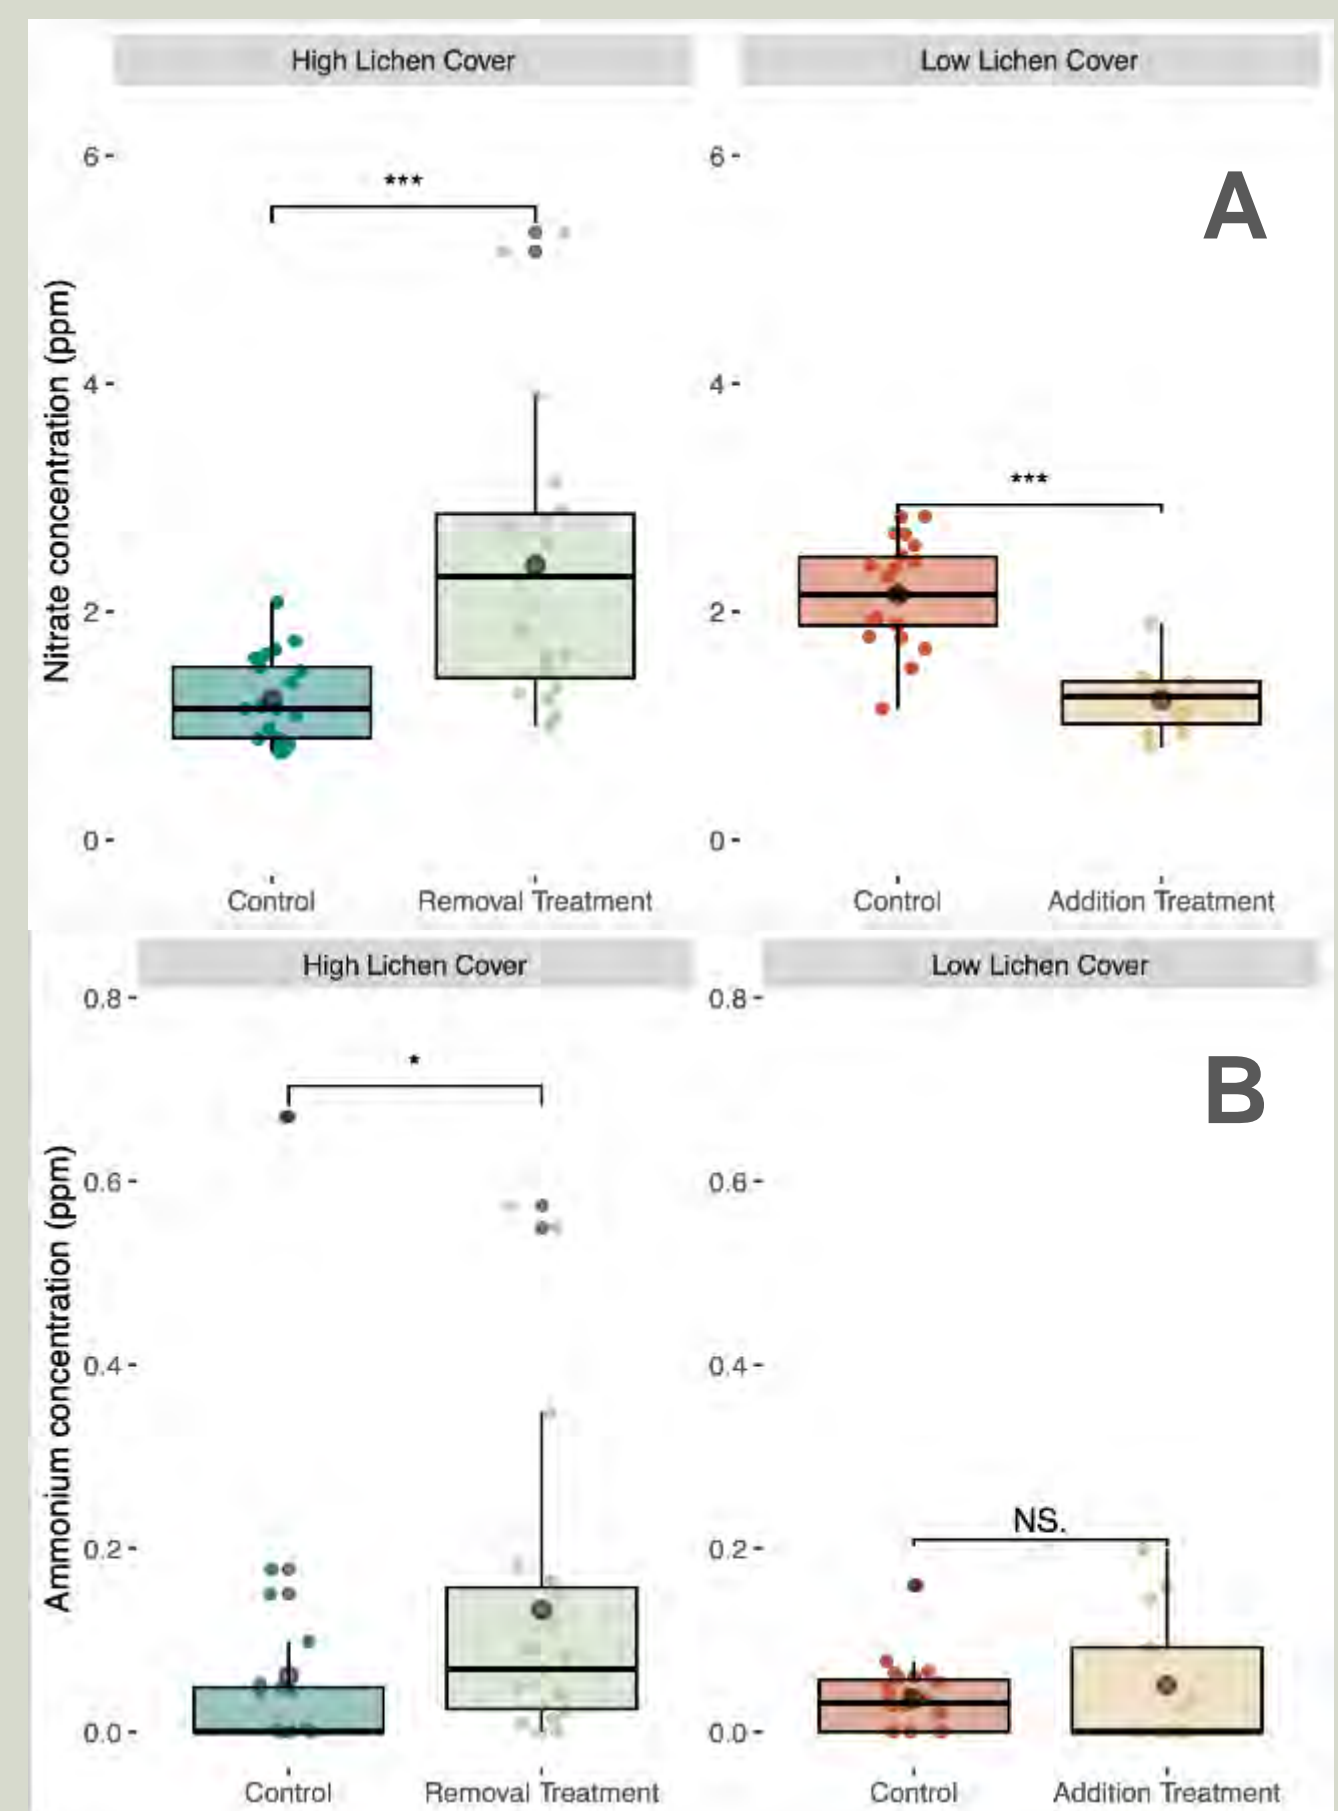 High Lichen Cover
Low Lichen Cover
A
Nitrate concentration (ppm)
6
4
2
0
***
6
4
2
0
***
Control
Removal Treatment
Control
Addition Treatment
High Lichen Cover
Low Lichen Cover
B
Ammonium concentration (ppm)
0.8
0.6
0.4
0.2
0.0
*
0.8
0.6
0.4
0.2
0.0
NS.
Control
Removal Treatment
Control
Addition Treatment